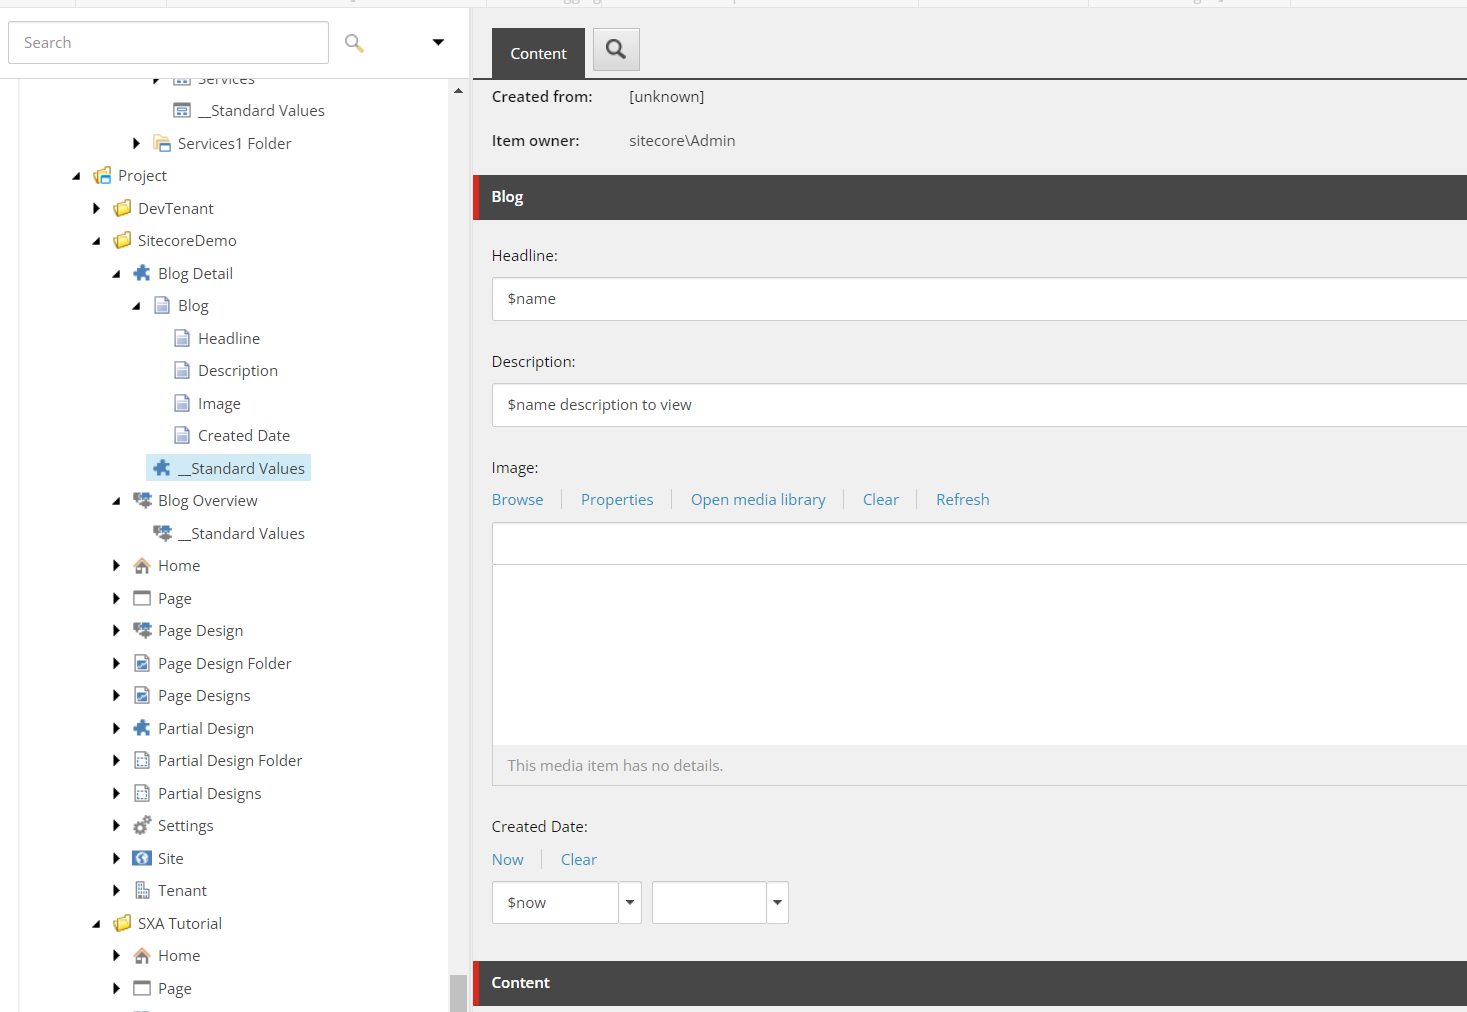 Search
Services
__Standard Values
Services1 Folder
Project
DevTenant
SitecoreDemo
Blog Detail
Blog
Headline
Description
Image
Created Date
__Standard Values
Blog Overview
__Standard Values
Home
Page
Page Design
Page Design Folder
Page Designs
Partial Design
Partial Design Folder
Partial Designs
Settings
Site
Tenant
SXA Tutorial
Home
Page
Content
Created from: [unknown]
Item owner: sitecore\Admin
Blog
Headline:
$name
Description:
$name description to view
Image:
Browse Properties Open media library Clear Refresh
This media item has no details.
Created Date:
Now Clear
$now
Content